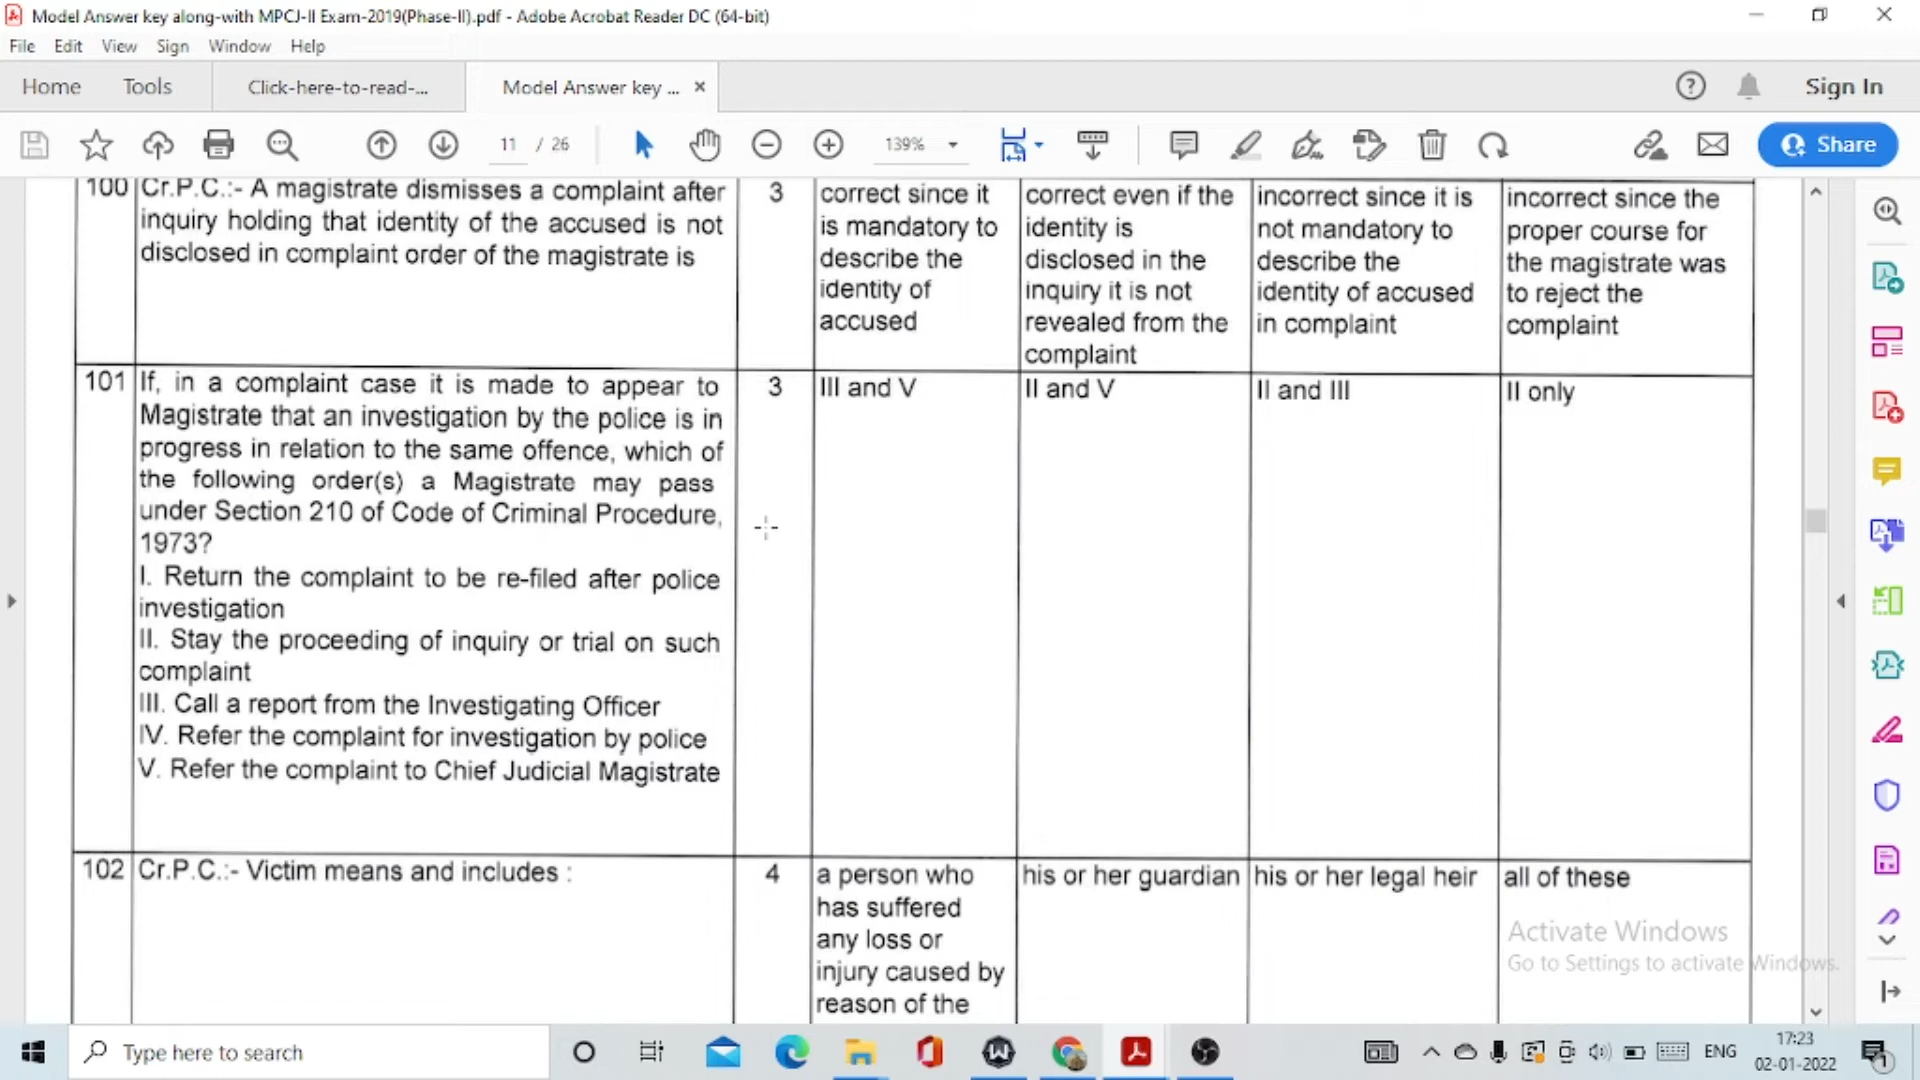 Model Answer key along-with MPCJ-II Exam-2019(Phase-II).pdf - Adobe Acrobat Reader DC (64-bit)
File Edit View Sign Window Help
Home Tools Click-here-to-read-... Model Answer key ... × Sign In
11 / 26 139% Share
100 Cr.P.C.:- A magistrate dismisses a complaint after
inquiry holding that identity of the accused is not
disclosed in complaint order of the magistrate is
3
correct since it
is mandatory to
describe the
identity of
accused
correct even if the
identity is
disclosed in the
inquiry it is not
revealed from the
complaint
incorrect since it is
not mandatory to
describe the
identity of accused
in complaint
incorrect since the
proper course for
the magistrate was
to reject the
complaint
101 If, in a complaint case it is made to appear to
Magistrate that an investigation by the police is in
progress in relation to the same offence, which of
the following order(s) a Magistrate may pass
under Section 210 of Code of Criminal Procedure,
1973?
I. Return the complaint to be re-filed after police
investigation
II. Stay the proceeding of inquiry or trial on such
complaint
III. Call a report from the Investigating Officer
IV. Refer the complaint for investigation by police
V. Refer the complaint to Chief Judicial Magistrate
3
III and V
II and V
II and III
II only
102 Cr.P.C.:- Victim means and includes :
4
a person who
has suffered
any loss or
injury caused by
reason of the
his or her guardian
his or her legal heir
all of these
Activate Windows
Go to Settings to activate Windows.
Type here to search
ENG
17:23
02-01-2022
1